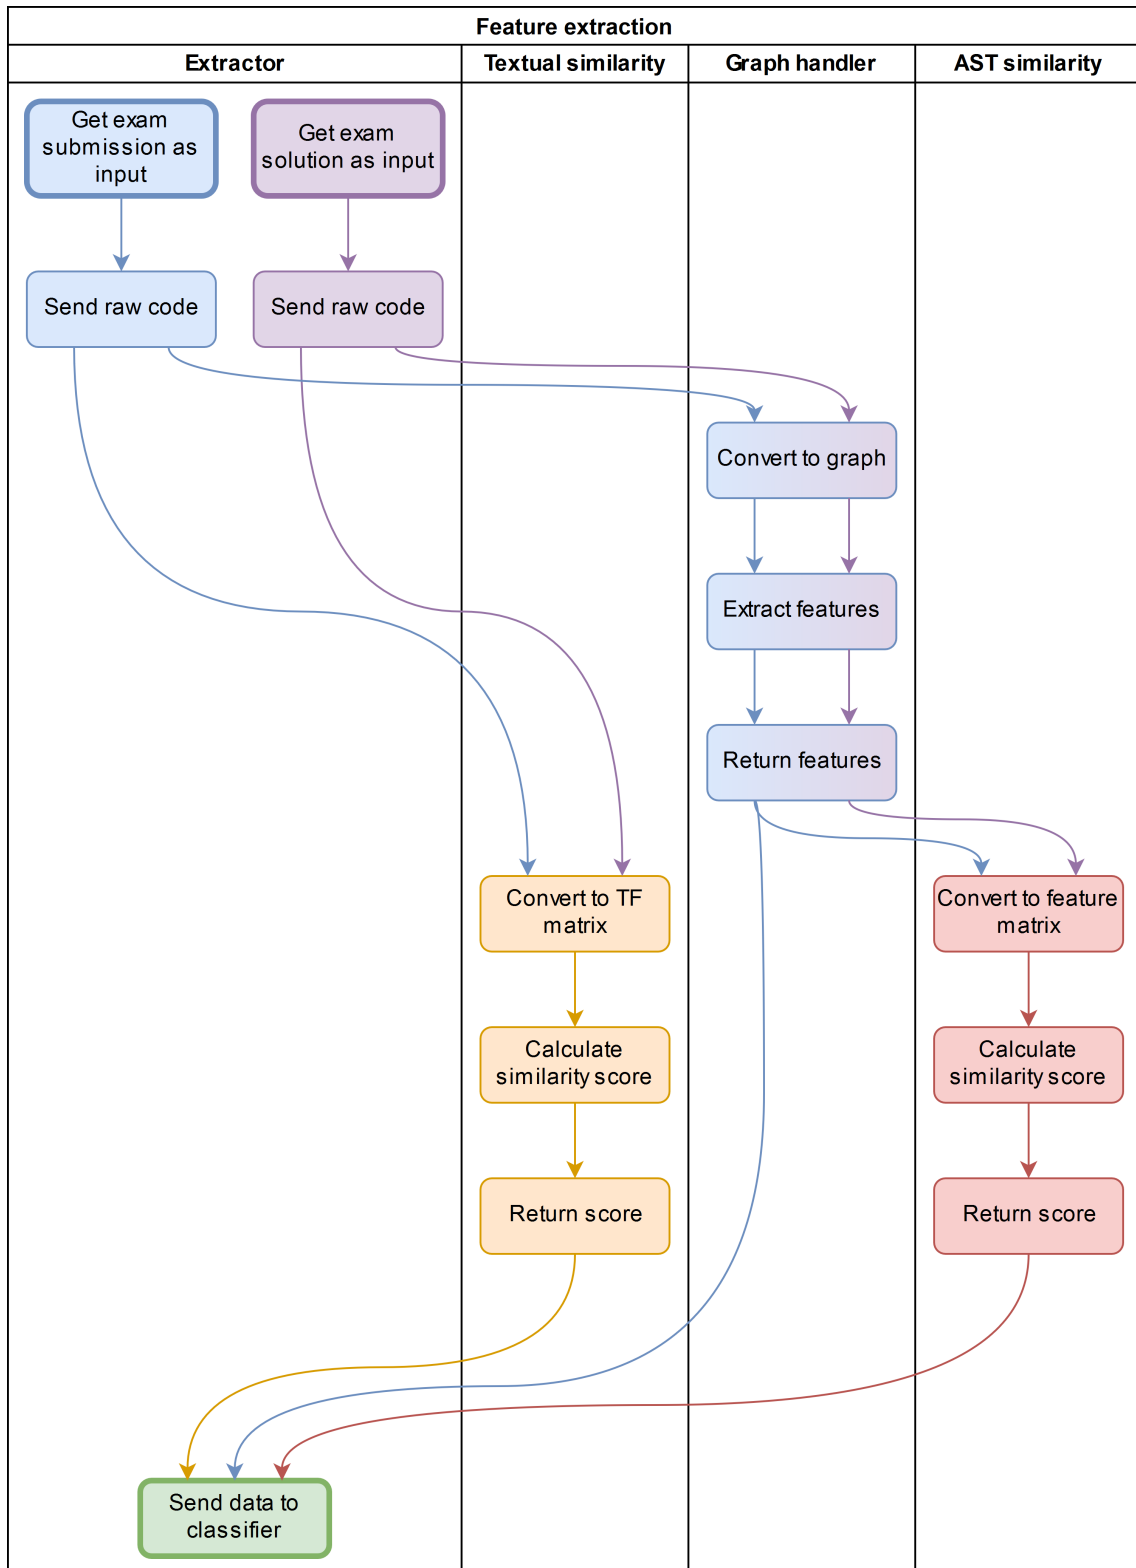 Feature extraction
Extractor
Textual similarity
Graph handler
AST similarity
Get exam
submission as
input
Get exam
solution as input
Send raw code
Send raw code
Convert to graph
Extract features
Return features
Convert to TF
matrix
Convert to feature
matrix
Calculate
similarity score
Calculate
similarity score
Return score
Return score
Send data to
classifier